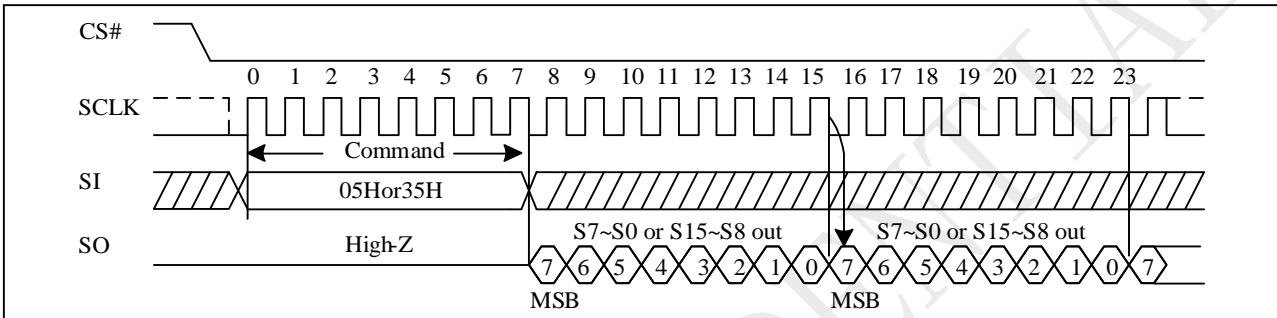 CS#
0 1 2 3 4 5 6 7 8 9 10 11 12 13 14 15 16 17 18 19 20 21 22 23
SCLK
Command
SI
05Hor35H
S7~S0 or S15~S8 out S7~S0 or S15~S8 out
SO High-Z
7 6 5 4 3 2 1 0 7 6 5 4 3 2 1 0 7
MSB MSB